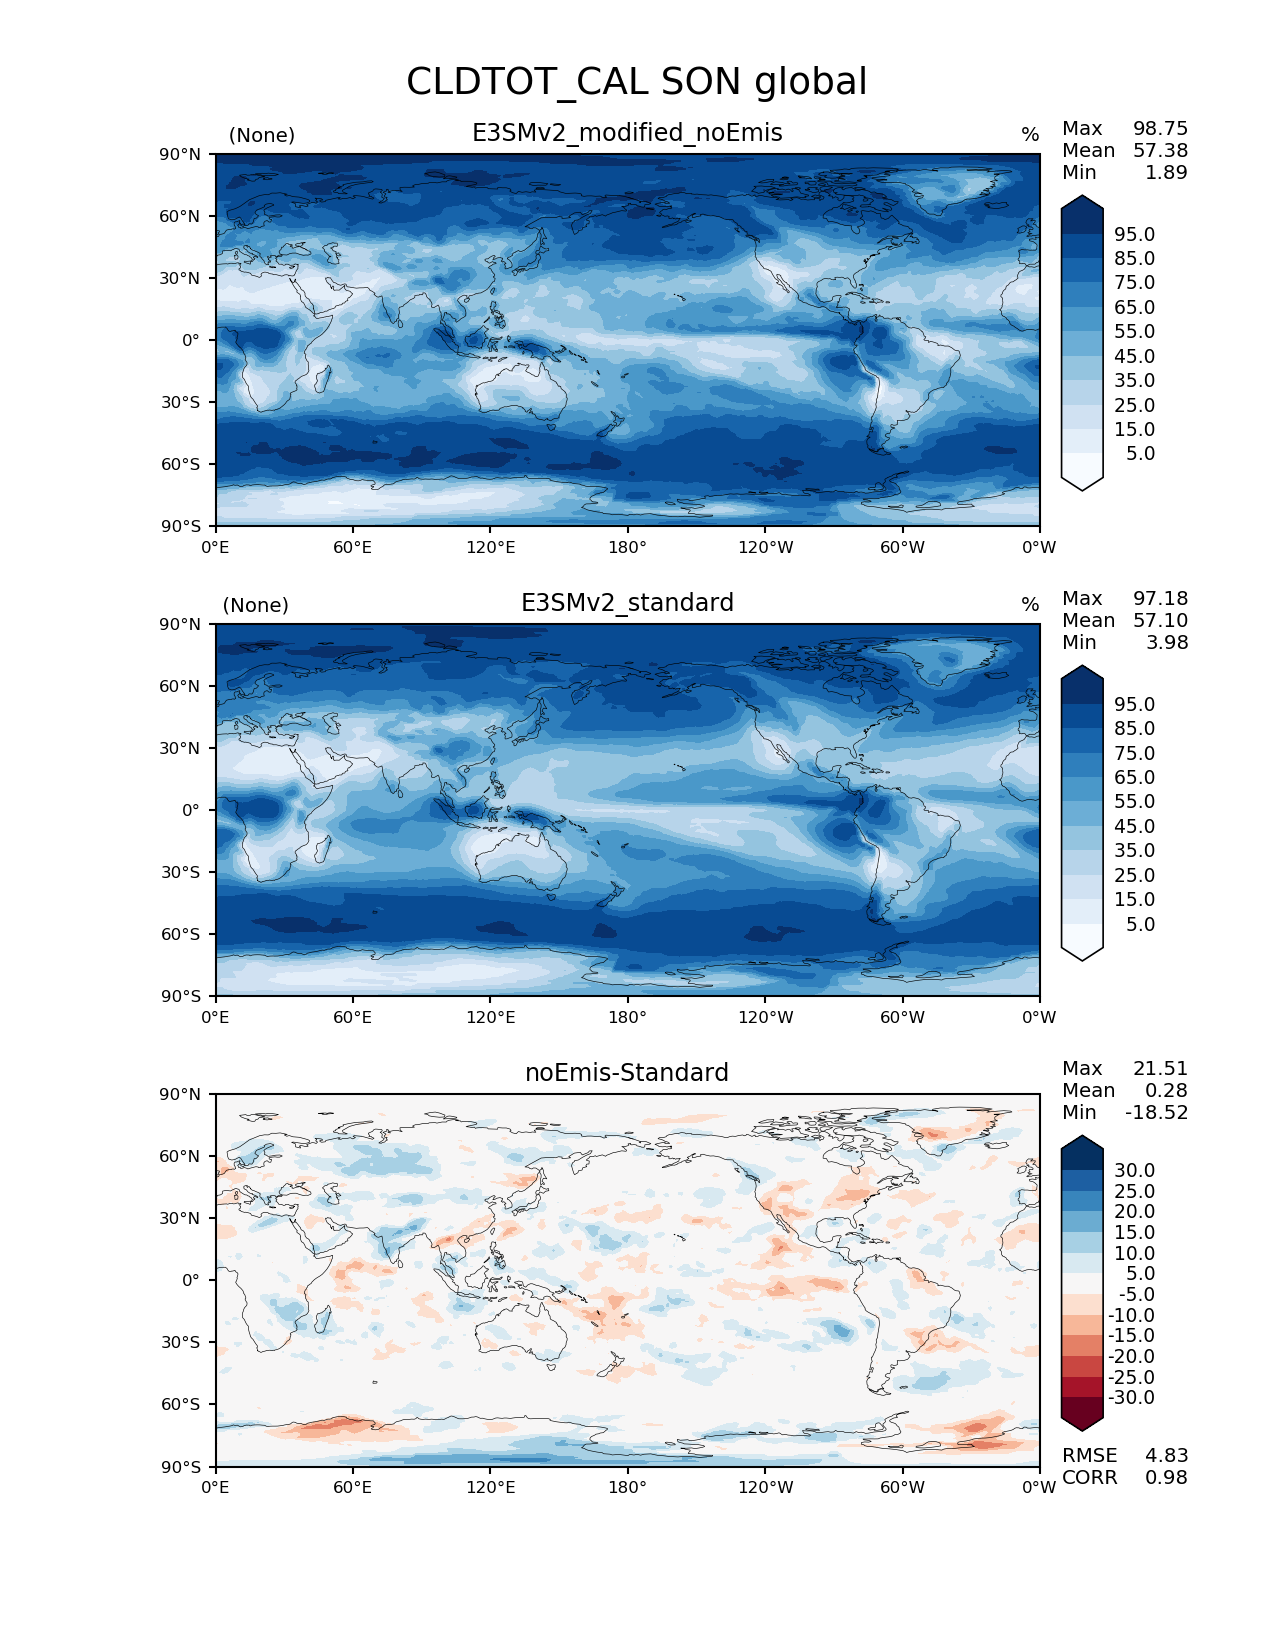 CLDTOT_CAL SON global
(None) E3SMv2_modified_noEmis %
Max 98.75
Mean 57.38
Min 1.89
90°N
60°N
30°N
0°
30°S
60°S
90°S
0°E 60°E 120°E 180° 120°W 60°W 0°W
95.0
85.0
75.0
65.0
55.0
45.0
35.0
25.0
15.0
5.0
(None) E3SMv2_standard %
Max 97.18
Mean 57.10
Min 3.98
90°N
60°N
30°N
0°
30°S
60°S
90°S
0°E 60°E 120°E 180° 120°W 60°W 0°W
95.0
85.0
75.0
65.0
55.0
45.0
35.0
25.0
15.0
5.0
noEmis-Standard
Max 21.51
Mean 0.28
Min -18.52
90°N
60°N
30°N
0°
30°S
60°S
90°S
0°E 60°E 120°E 180° 120°W 60°W 0°W
30.0
25.0
20.0
15.0
10.0
5.0
-5.0
-10.0
-15.0
-20.0
-25.0
-30.0
RMSE 4.83
CORR 0.98